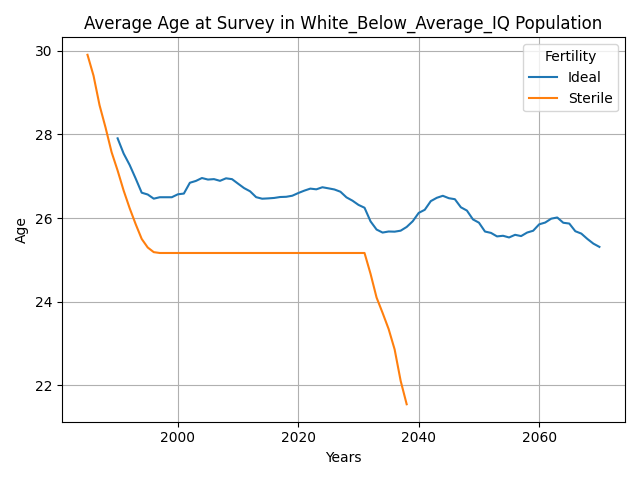 Average Age at Survey in White_Below_Average_IQ Population
30
28
26
24
22
Age
Fertility
Ideal
Sterile
2000
2020
2040
2060
Years